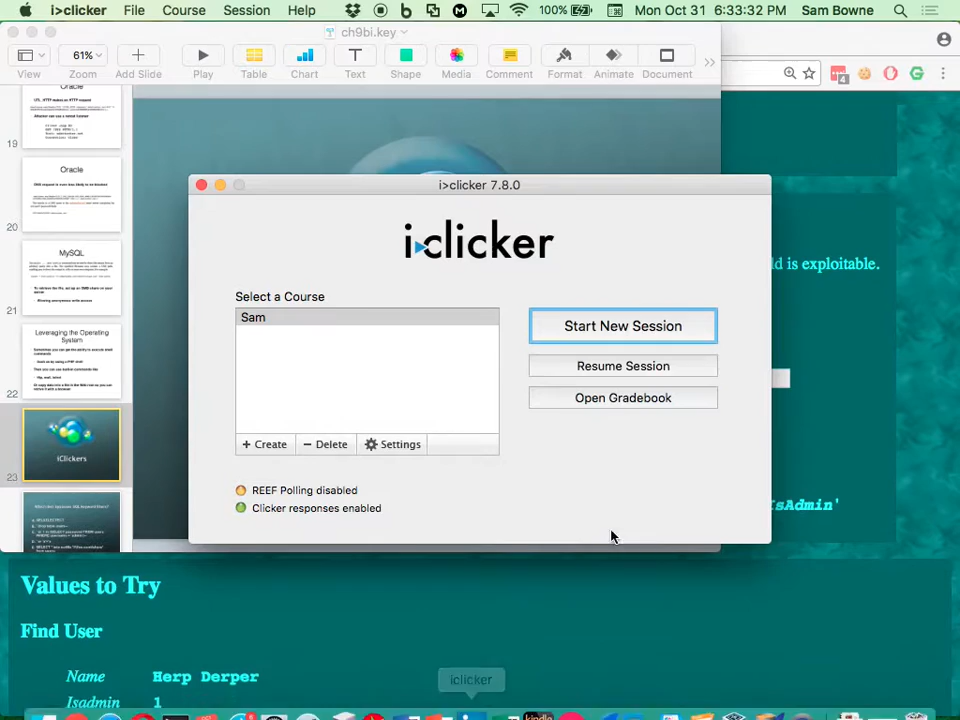 i>clicker File Course Session Help 100% Mon Oct 31 6:33:32 PM Sam Bowne
ch9bi.key
61%
View Zoom Add Slide Play Table Chart Text Shape Media Comment Format Animate Document
Oracle
19
Oracle
20
MySQL
21
Leveraging the Operating
System
22
iClickers
23
i>clicker 7.8.0
i>clicker
Select a Course
Sam
Start New Session
Resume Session
Open Gradebook
+ Create
− Delete
Settings
REEF Polling disabled
Clicker responses enabled
ld is exploitable.
IsAdmin'
Values to Try
Find User
Name Herp Derper
Isadmin 1
iclicker
kindle